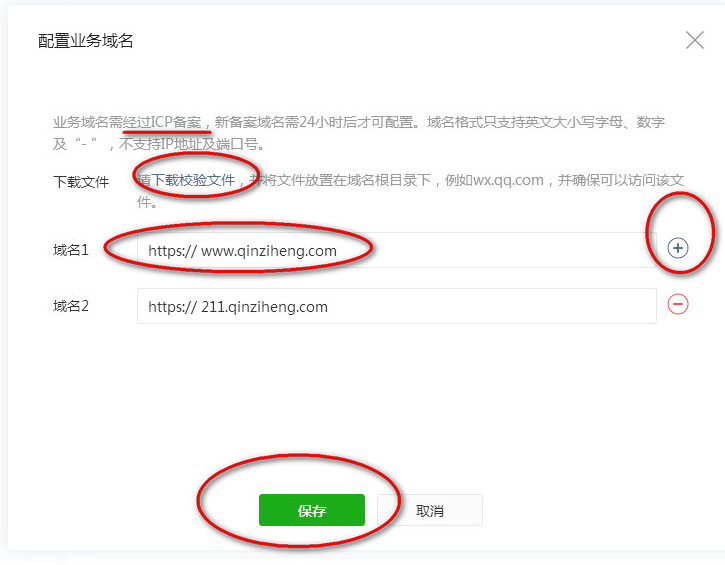 配置业务域名
业务域名需经过ICP备案，新备案域名需24小时后才可配置。域名格式只支持英文大小写字母、数字
及“- ”，不支持IP地址及端口号。
下载文件 请下载校验文件，并将文件放置在域名根目录下，例如wx.qq.com，并确保可以访问该文
件。
域名1 https:// www.qinziheng.com
域名2 https:// 211.qinziheng.com
保存 取消